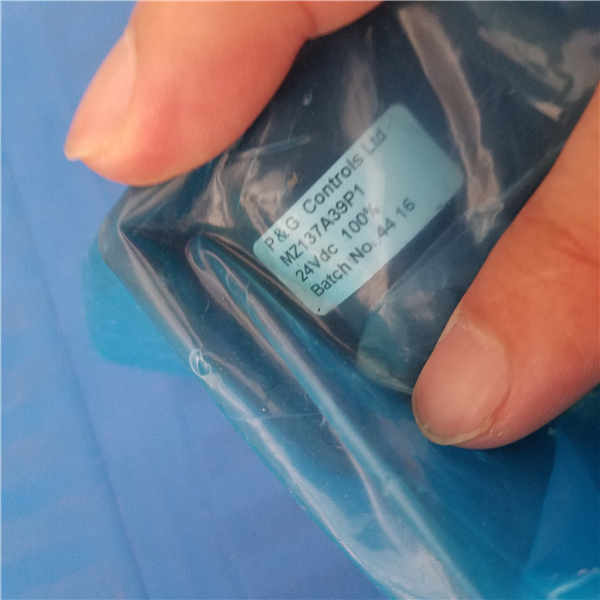 P&G Controls Ltd
MZ137A39P1
24Vdc 100%
Batch No. 44 16